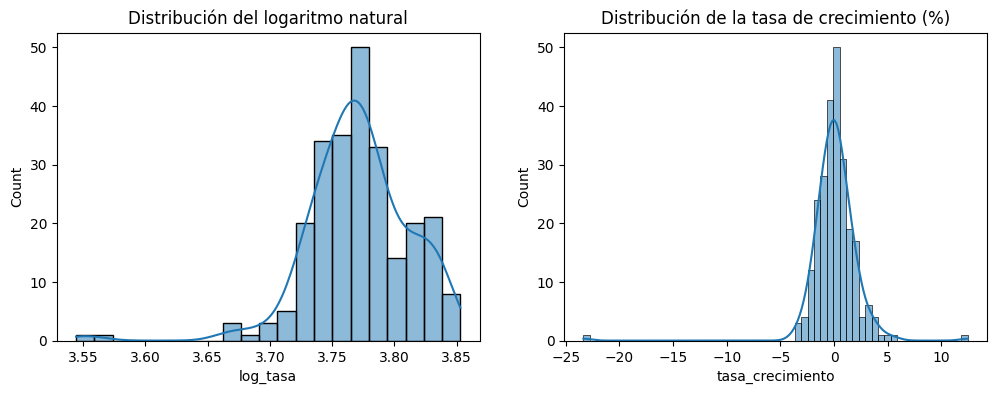 Distribución del logaritmo natural
50
40
30
20
10
0
Count
3.55 3.60 3.65 3.70 3.75 3.80 3.85
log_tasa
Distribución de la tasa de crecimiento (%)
50
40
30
20
10
0
Count
−25 −20 −15 −10 −5 0 5 10
tasa_crecimiento